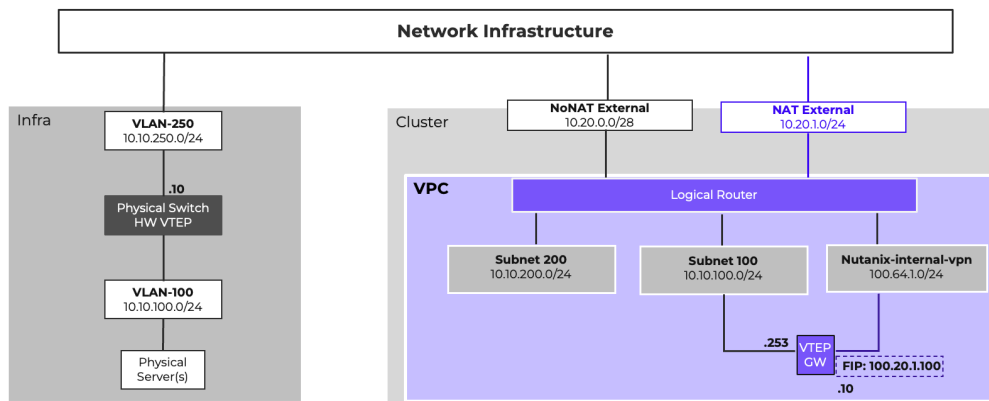 Network Infrastructure
Infra
VLAN-250
10.10.250.0/24
.10
Physical Switch
HW VTEP
VLAN-100
10.10.100.0/24
Physical
Server(s)
Cluster
NoNAT External
10.20.0.0/28
NAT External
10.20.1.0/24
VPC
Logical Router
Subnet 200
10.10.200.0/24
Subnet 100
10.10.100.0/24
Nutanix-internal-vpn
100.64.1.0/24
.253
VTEP
GW
FIP: 100.20.1.100
.10